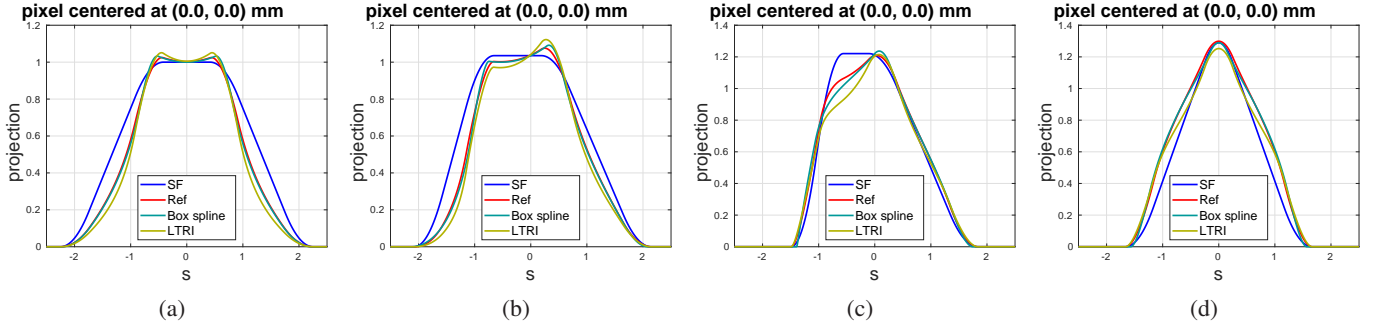 pixel centered at (0.0, 0.0) mm
1.2
1
0.8
0.6
0.4
0.2
0
projection
-2
-1
0
1
2
s
SF
Ref
Box spline
LTRI
(a)
pixel centered at (0.0, 0.0) mm
1.2
1
0.8
0.6
0.4
0.2
0
projection
-2
-1
0
1
2
s
SF
Ref
Box spline
LTRI
(b)
pixel centered at (0.0, 0.0) mm
1.4
1.2
1
0.8
0.6
0.4
0.2
0
projection
-2
-1
0
1
2
s
SF
Ref
Box spline
LTRI
(c)
pixel centered at (0.0, 0.0) mm
1.4
1.2
1
0.8
0.6
0.4
0.2
0
projection
-2
-1
0
1
2
s
SF
Ref
Box spline
LTRI
(d)